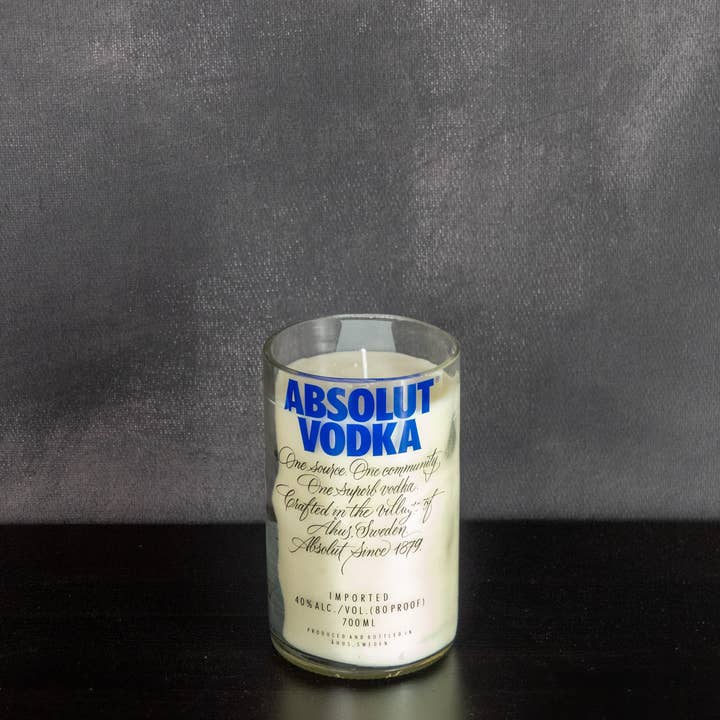 ABSOLUT®
VODKA
One source. One community.
One superb vodka.
Crafted in the village of
Åhus, Sweden
Absolut Since 1879.
IMPORTED
40% ALC./VOL.(80 PROOF)
700ML
PRODUCED AND BOTTLED IN
ÅHUS, SWEDEN